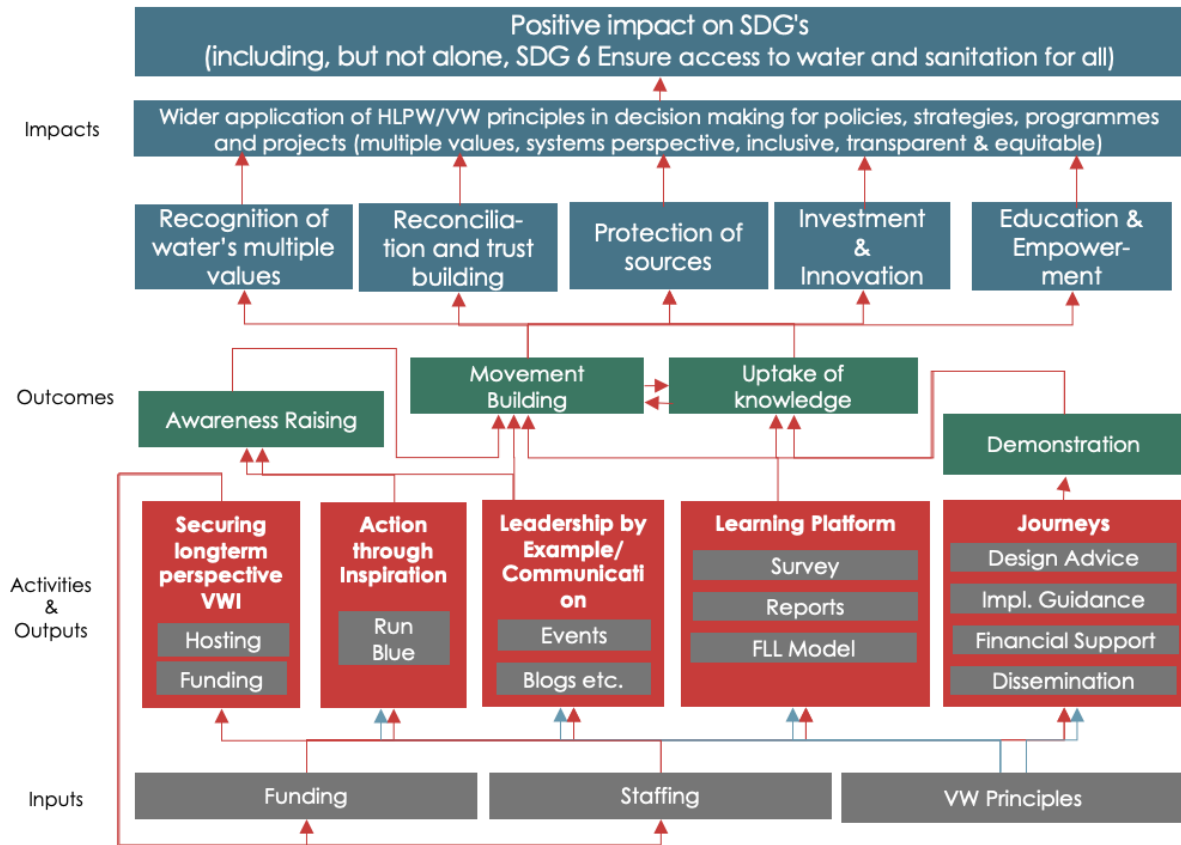 Positive impact on SDG's
(including, but not alone, SDG 6 Ensure access to water and sanitation for all)
Impacts
Wider application of HLPW/VW principles in decision making for policies, strategies, programmes
and projects (multiple values, systems perspective, inclusive, transparent & equitable)
Recognition of
water's multiple
values
Reconcilia-
tion and trust
building
Protection of
sources
Investment
&
Innovation
Education &
Empower-
ment
Outcomes
Awareness Raising
Movement
Building
Uptake of
knowledge
Demonstration
Activities
&
Outputs
Securing
longterm
perspective
VWI
Hosting
Funding
Action
through
Inspiration
Run
Blue
Leadership by
Example/
Communicati
on
Events
Blogs etc.
Learning Platform
Survey
Reports
FLL Model
Journeys
Design Advice
Impl. Guidance
Financial Support
Dissemination
Inputs
Funding
Staffing
VW Principles